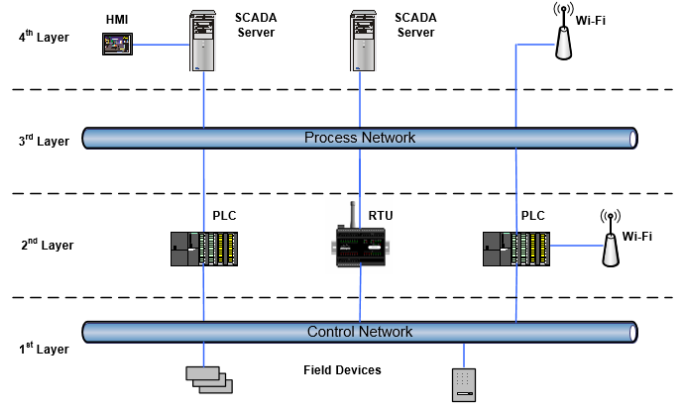 HMI
SCADA
Server
SCADA
Server
Wi-Fi
4th Layer
Process Network
3rd Layer
PLC
RTU
PLC
Wi-Fi
2nd Layer
Control Network
1st Layer
Field Devices